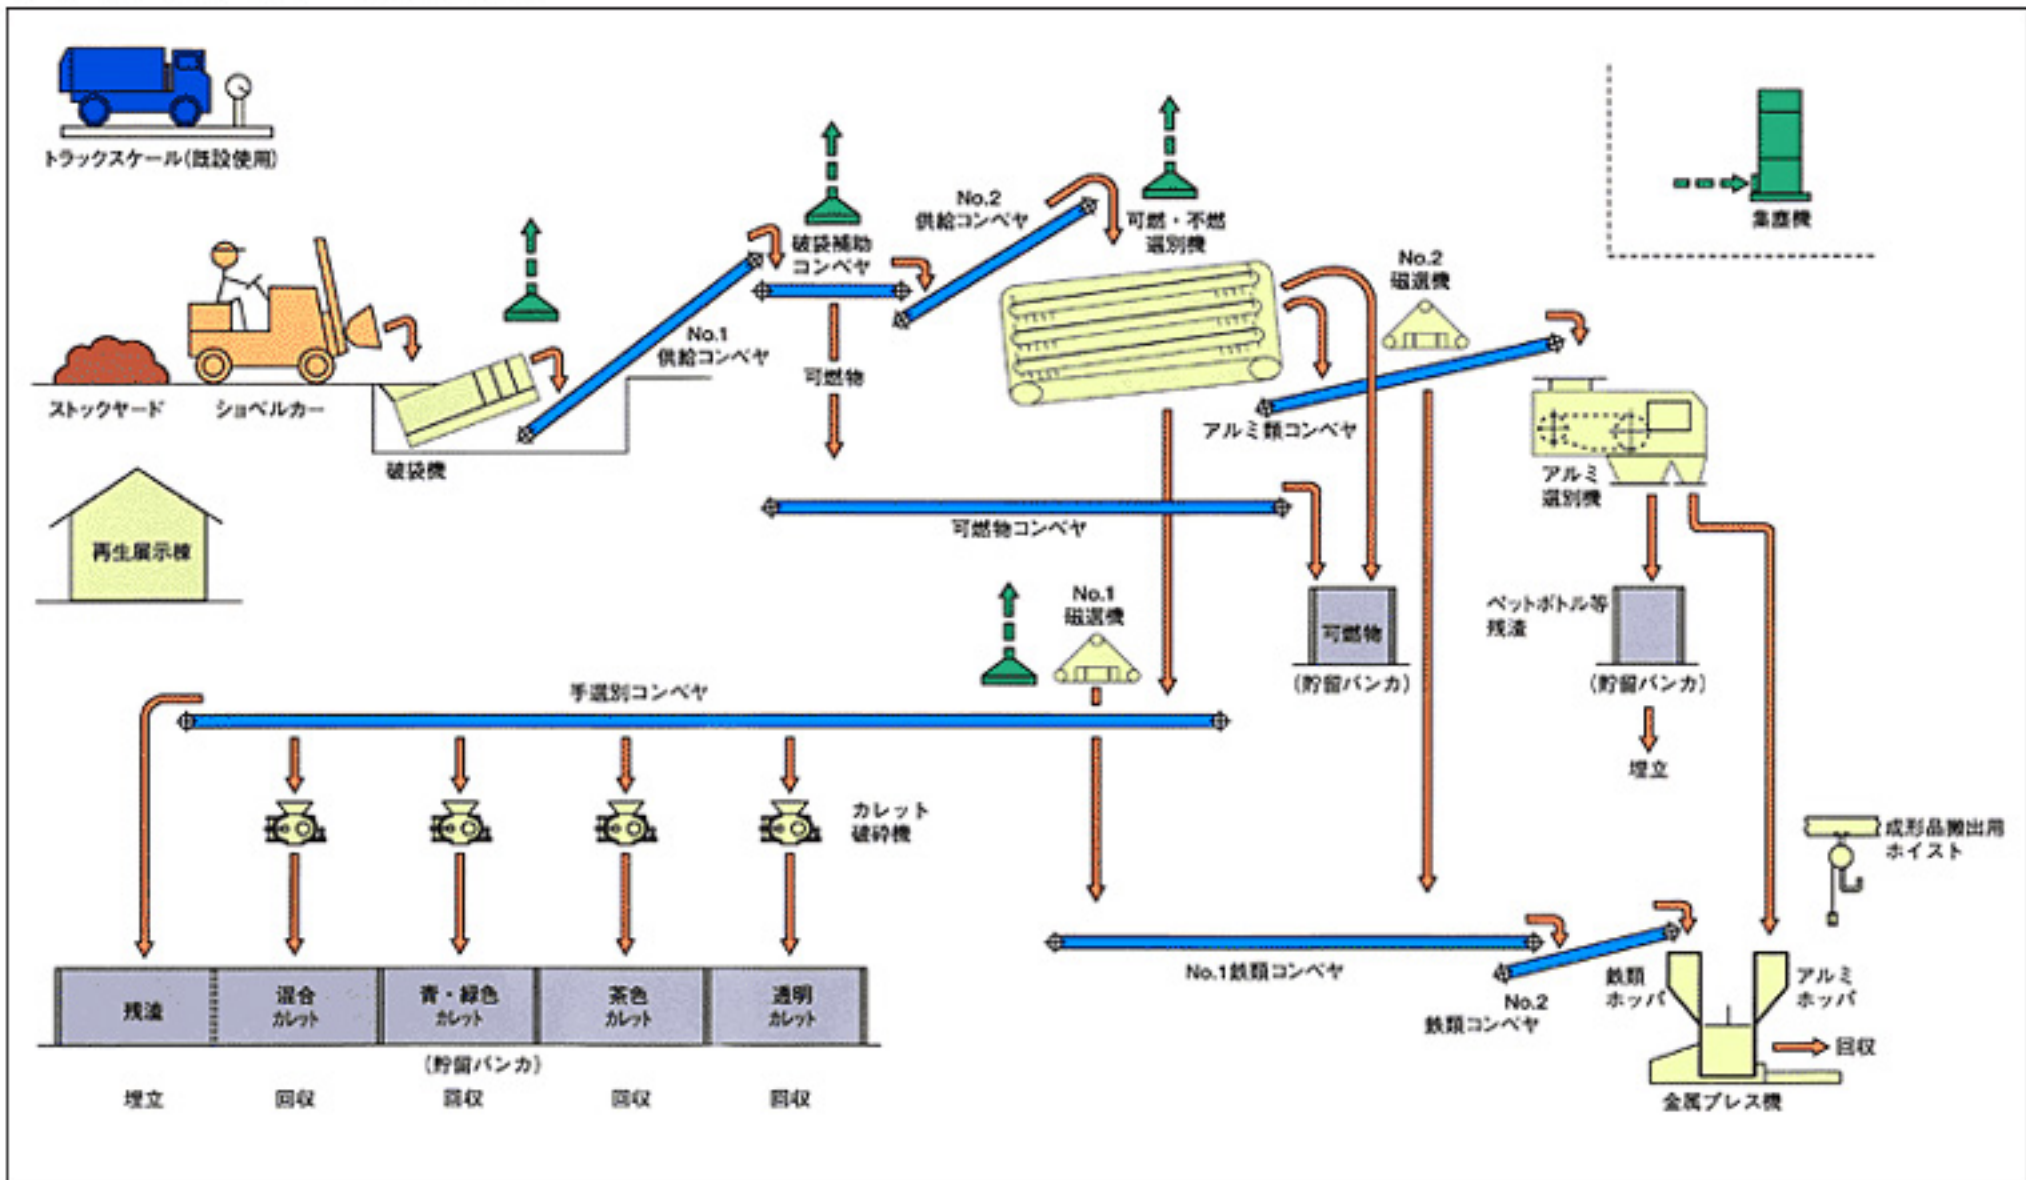 トラックスケール(既設使用)
ストックヤード
ショベルカー
破袋機
No.1
供給コンベヤ
破袋補助
コンベヤ
可燃物
No.2
供給コンベヤ
可燃・不燃
選別機
No.2
磁選機
集塵機
アルミ類コンベヤ
アルミ
選別機
再生展示棟
可燃物コンベヤ
可燃物
(貯留バンカ)
ペットボトル等
残渣
(貯留バンカ)
埋立
No.1
磁選機
手選別コンベヤ
カレット
破砕機
成形品搬出用
ホイスト
残渣
混合
カレット
青・緑色
カレット
茶色
カレット
透明
カレット
(貯留バンカ)
埋立
回収
回収
回収
回収
No.1鉄類コンベヤ
No.2
鉄類コンベヤ
鉄類
ホッパ
アルミ
ホッパ
回収
金属プレス機